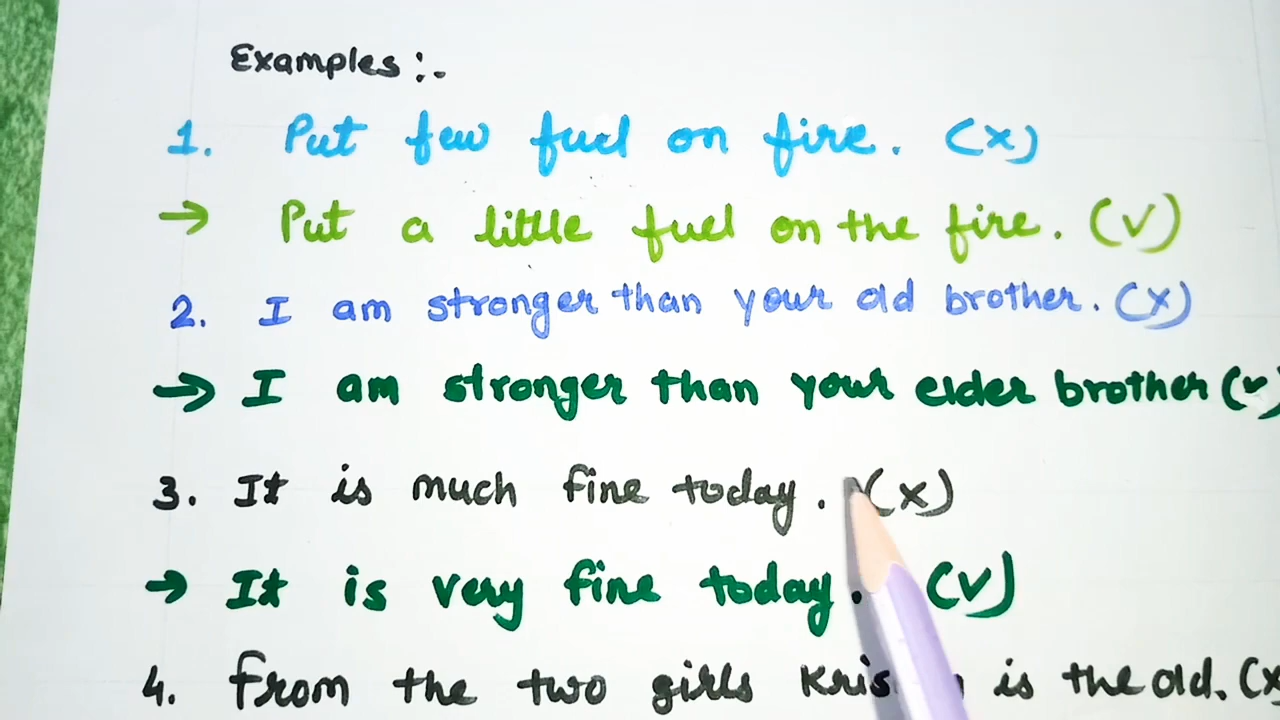 Examples :-
1. Put few fuel on fire. (x)
→ Put a little fuel on the fire. (v)
2. I am stronger than your old brother. (x)
→ I am stronger than your elder brother (v)
3. It is much fine today. (x)
→ It is very fine today. (v)
4. From the two girls is the old. (x